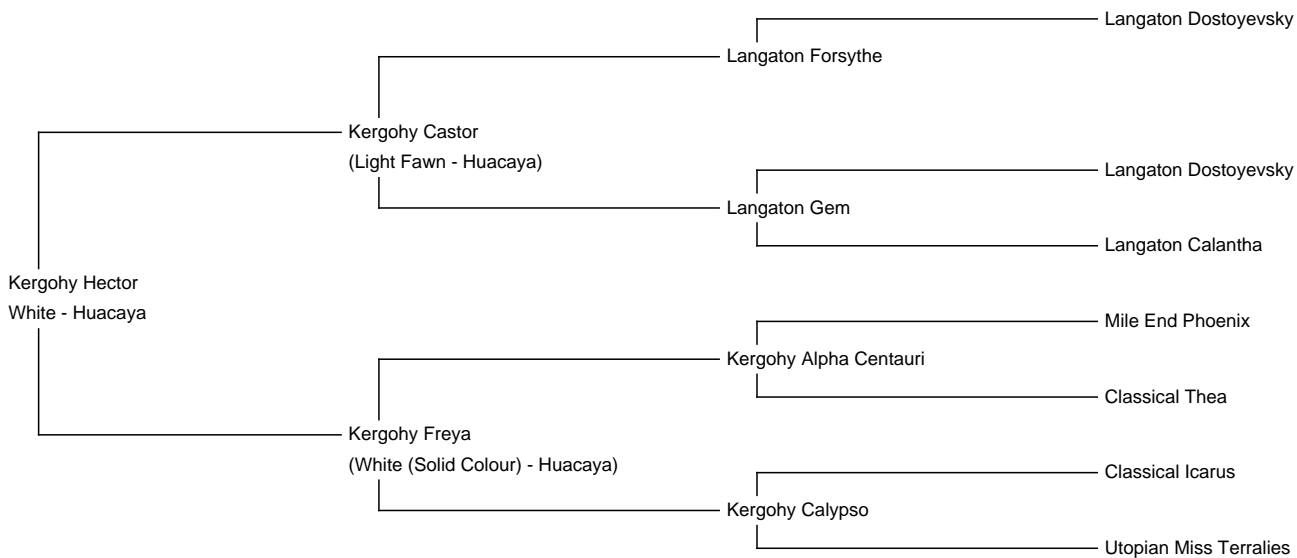 Langaton Dostoyevsky
Langaton Forsythe
Kergohy Castor
(Light Fawn - Huacaya)
Langaton Dostoyevsky
Langaton Gem
Langaton Calantha
Kergohy Hector
White - Huacaya
Mile End Phoenix
Kergohy Alpha Centauri
Classical Thea
Kergohy Freya
(White (Solid Colour) - Huacaya)
Classical Icarus
Kergohy Calypso
Utopian Miss Terralies